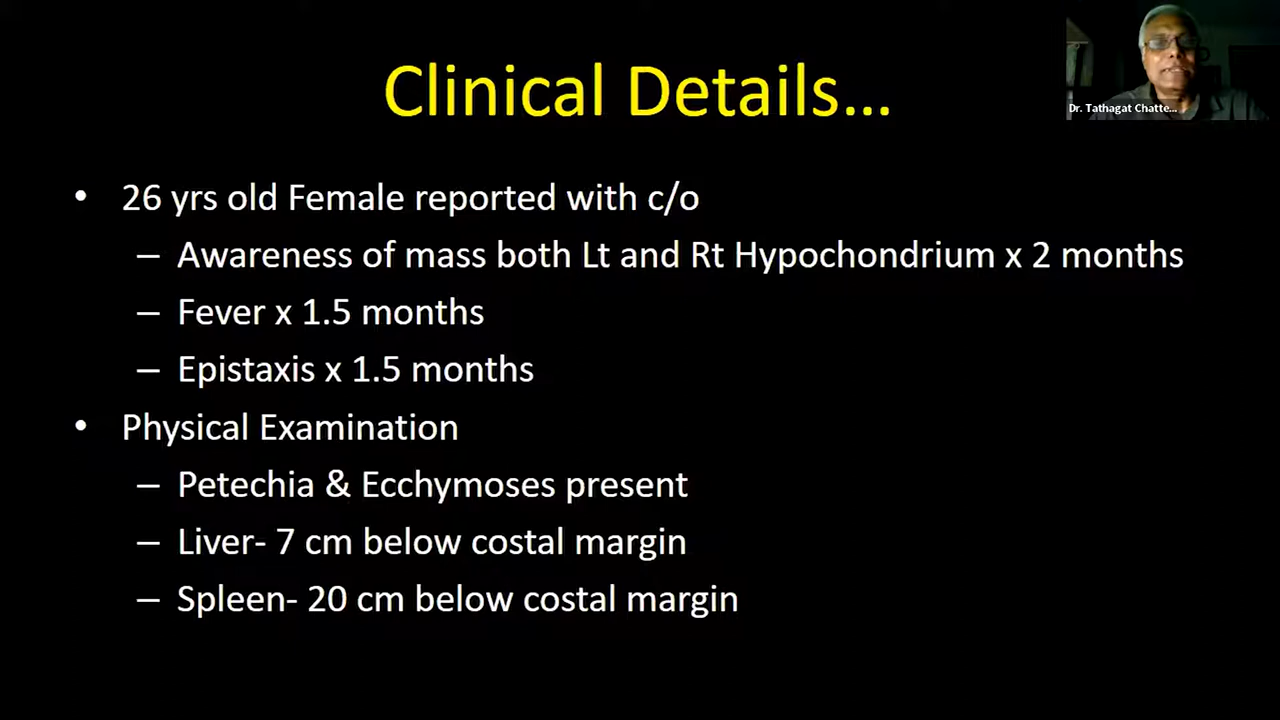 Clinical Details...
Dr. Tathagat Chatte...
• 26 yrs old Female reported with c/o
– Awareness of mass both Lt and Rt Hypochondrium x 2 months
– Fever x 1.5 months
– Epistaxis x 1.5 months
• Physical Examination
– Petechia & Ecchymoses present
– Liver- 7 cm below costal margin
– Spleen- 20 cm below costal margin